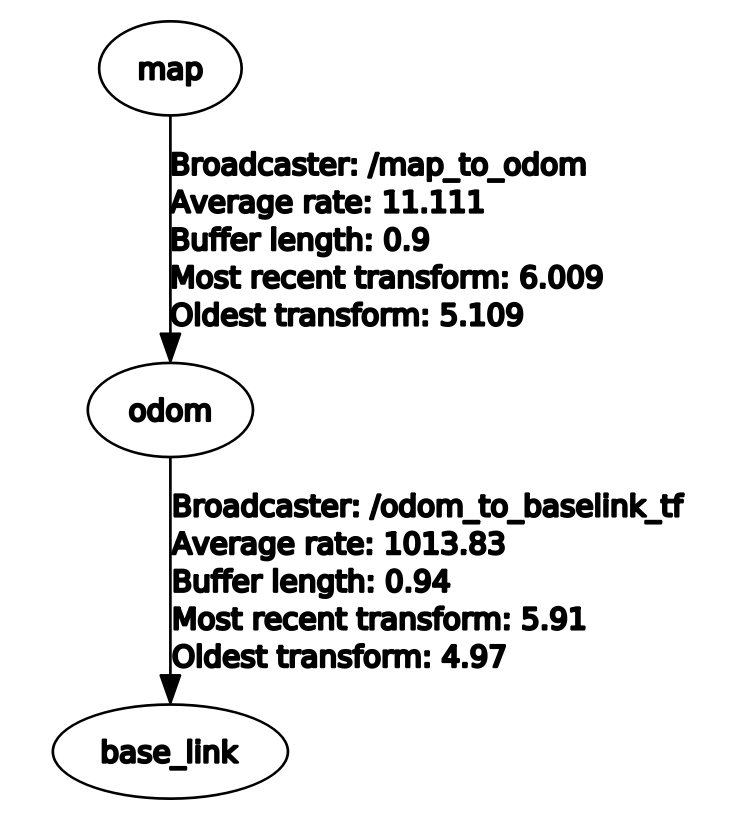 map
Broadcaster: /map_to_odom
Average rate: 11.111
Buffer length: 0.9
Most recent transform: 6.009
Oldest transform: 5.109
odom
Broadcaster: /odom_to_baselink_tf
Average rate: 1013.83
Buffer length: 0.94
Most recent transform: 5.91
Oldest transform: 4.97
base_link